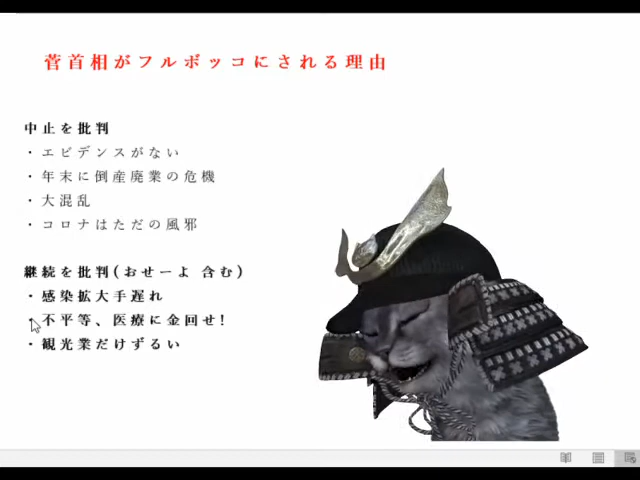 菅首相がフルボッコにされる理由
中止を批判
・エビデンスがない
・年末に倒産廃業の危機
・大混乱
・コロナはただの風邪
継続を批判(おせーよ 含む)
・感染拡大手遅れ
・不平等、医療に金回せ!
・観光業だけずるい